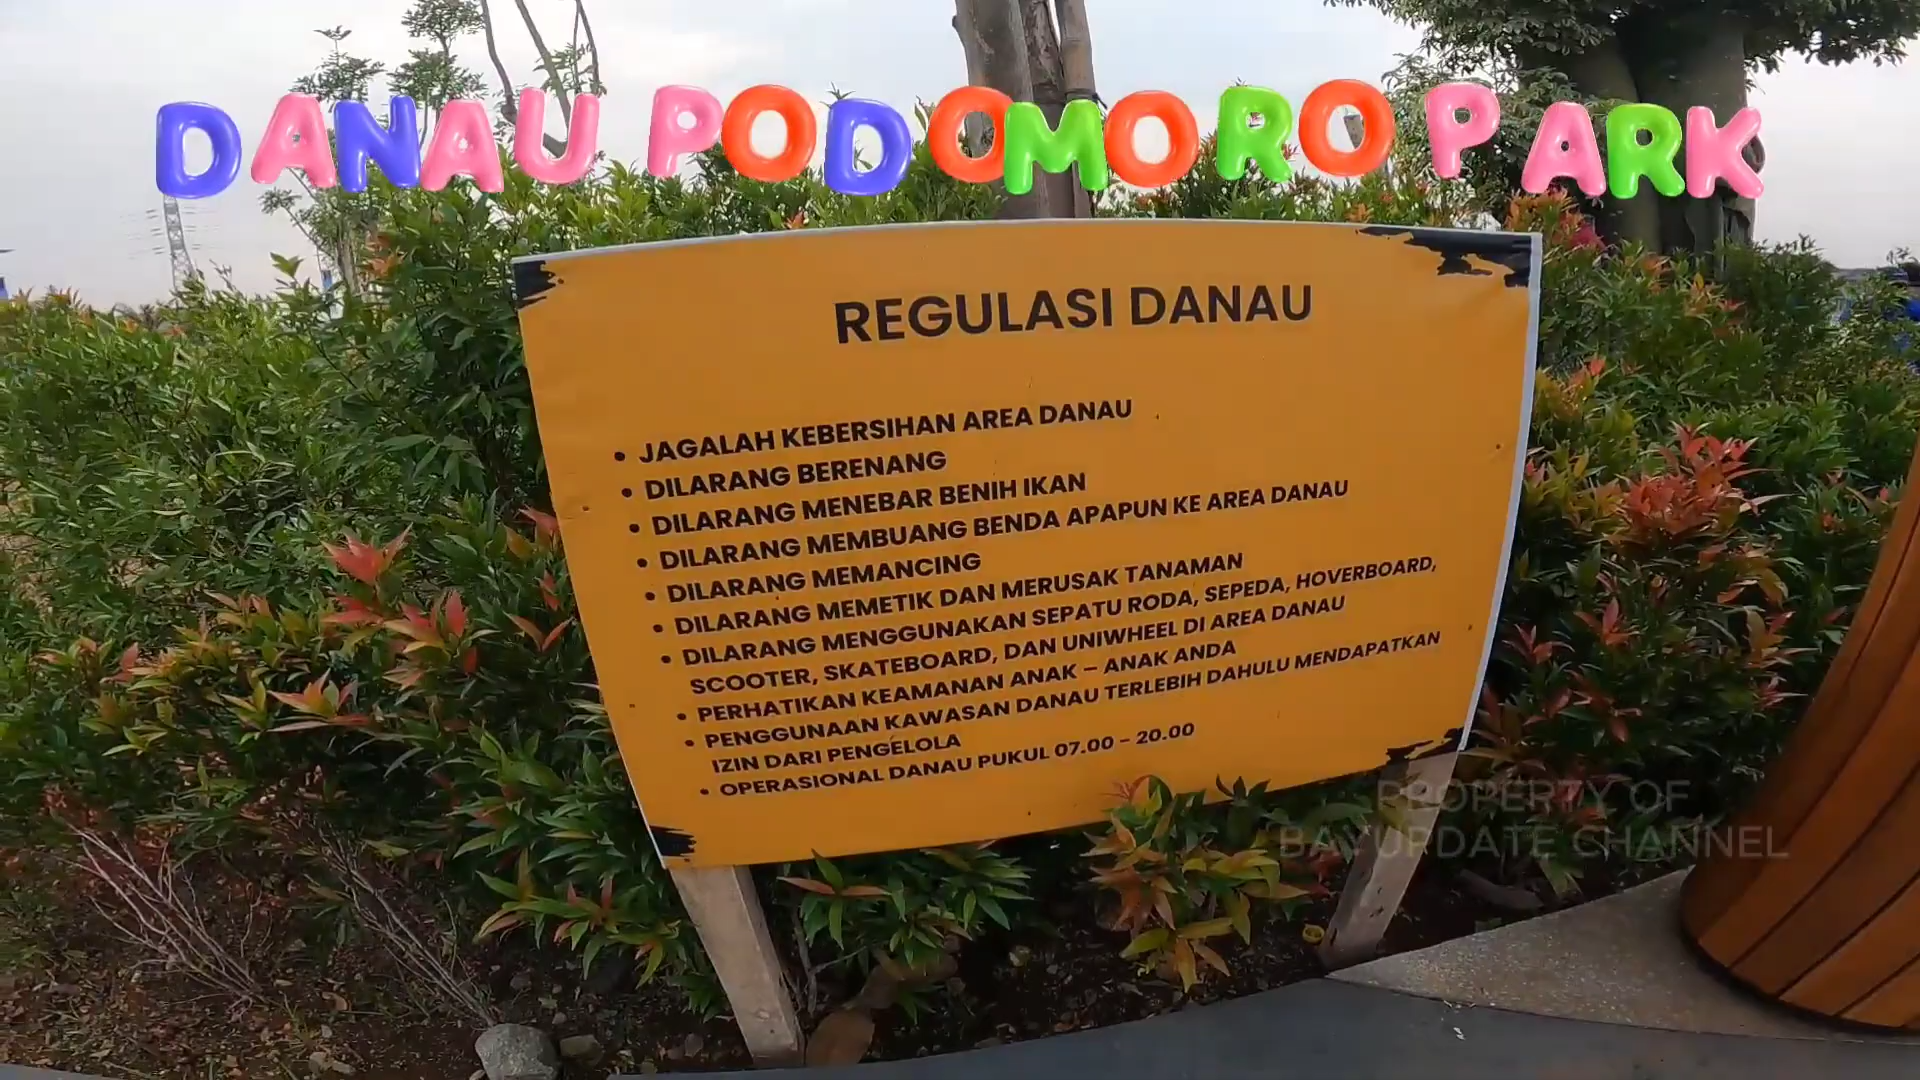 DANAU PODOMORO PARK
REGULASI DANAU
• JAGALAH KEBERSIHAN AREA DANAU
• DILARANG BERENANG
• DILARANG MENEBAR BENIH IKAN
• DILARANG MEMBUANG BENDA APAPUN KE AREA DANAU
• DILARANG MEMANCING
• DILARANG MEMETIK DAN MERUSAK TANAMAN
• DILARANG MENGGUNAKAN SEPATU RODA, SEPEDA, HOVERBOARD,
SCOOTER, SKATEBOARD, DAN UNIWHEEL DI AREA DANAU
• PERHATIKAN KEAMANAN ANAK – ANAK ANDA
• PENGGUNAAN KAWASAN DANAU TERLEBIH DAHULU MENDAPATKAN
IZIN DARI PENGELOLA
• OPERASIONAL DANAU PUKUL 07.00 - 20.00
PROPERTY OF
BAYUPDATE CHANNEL